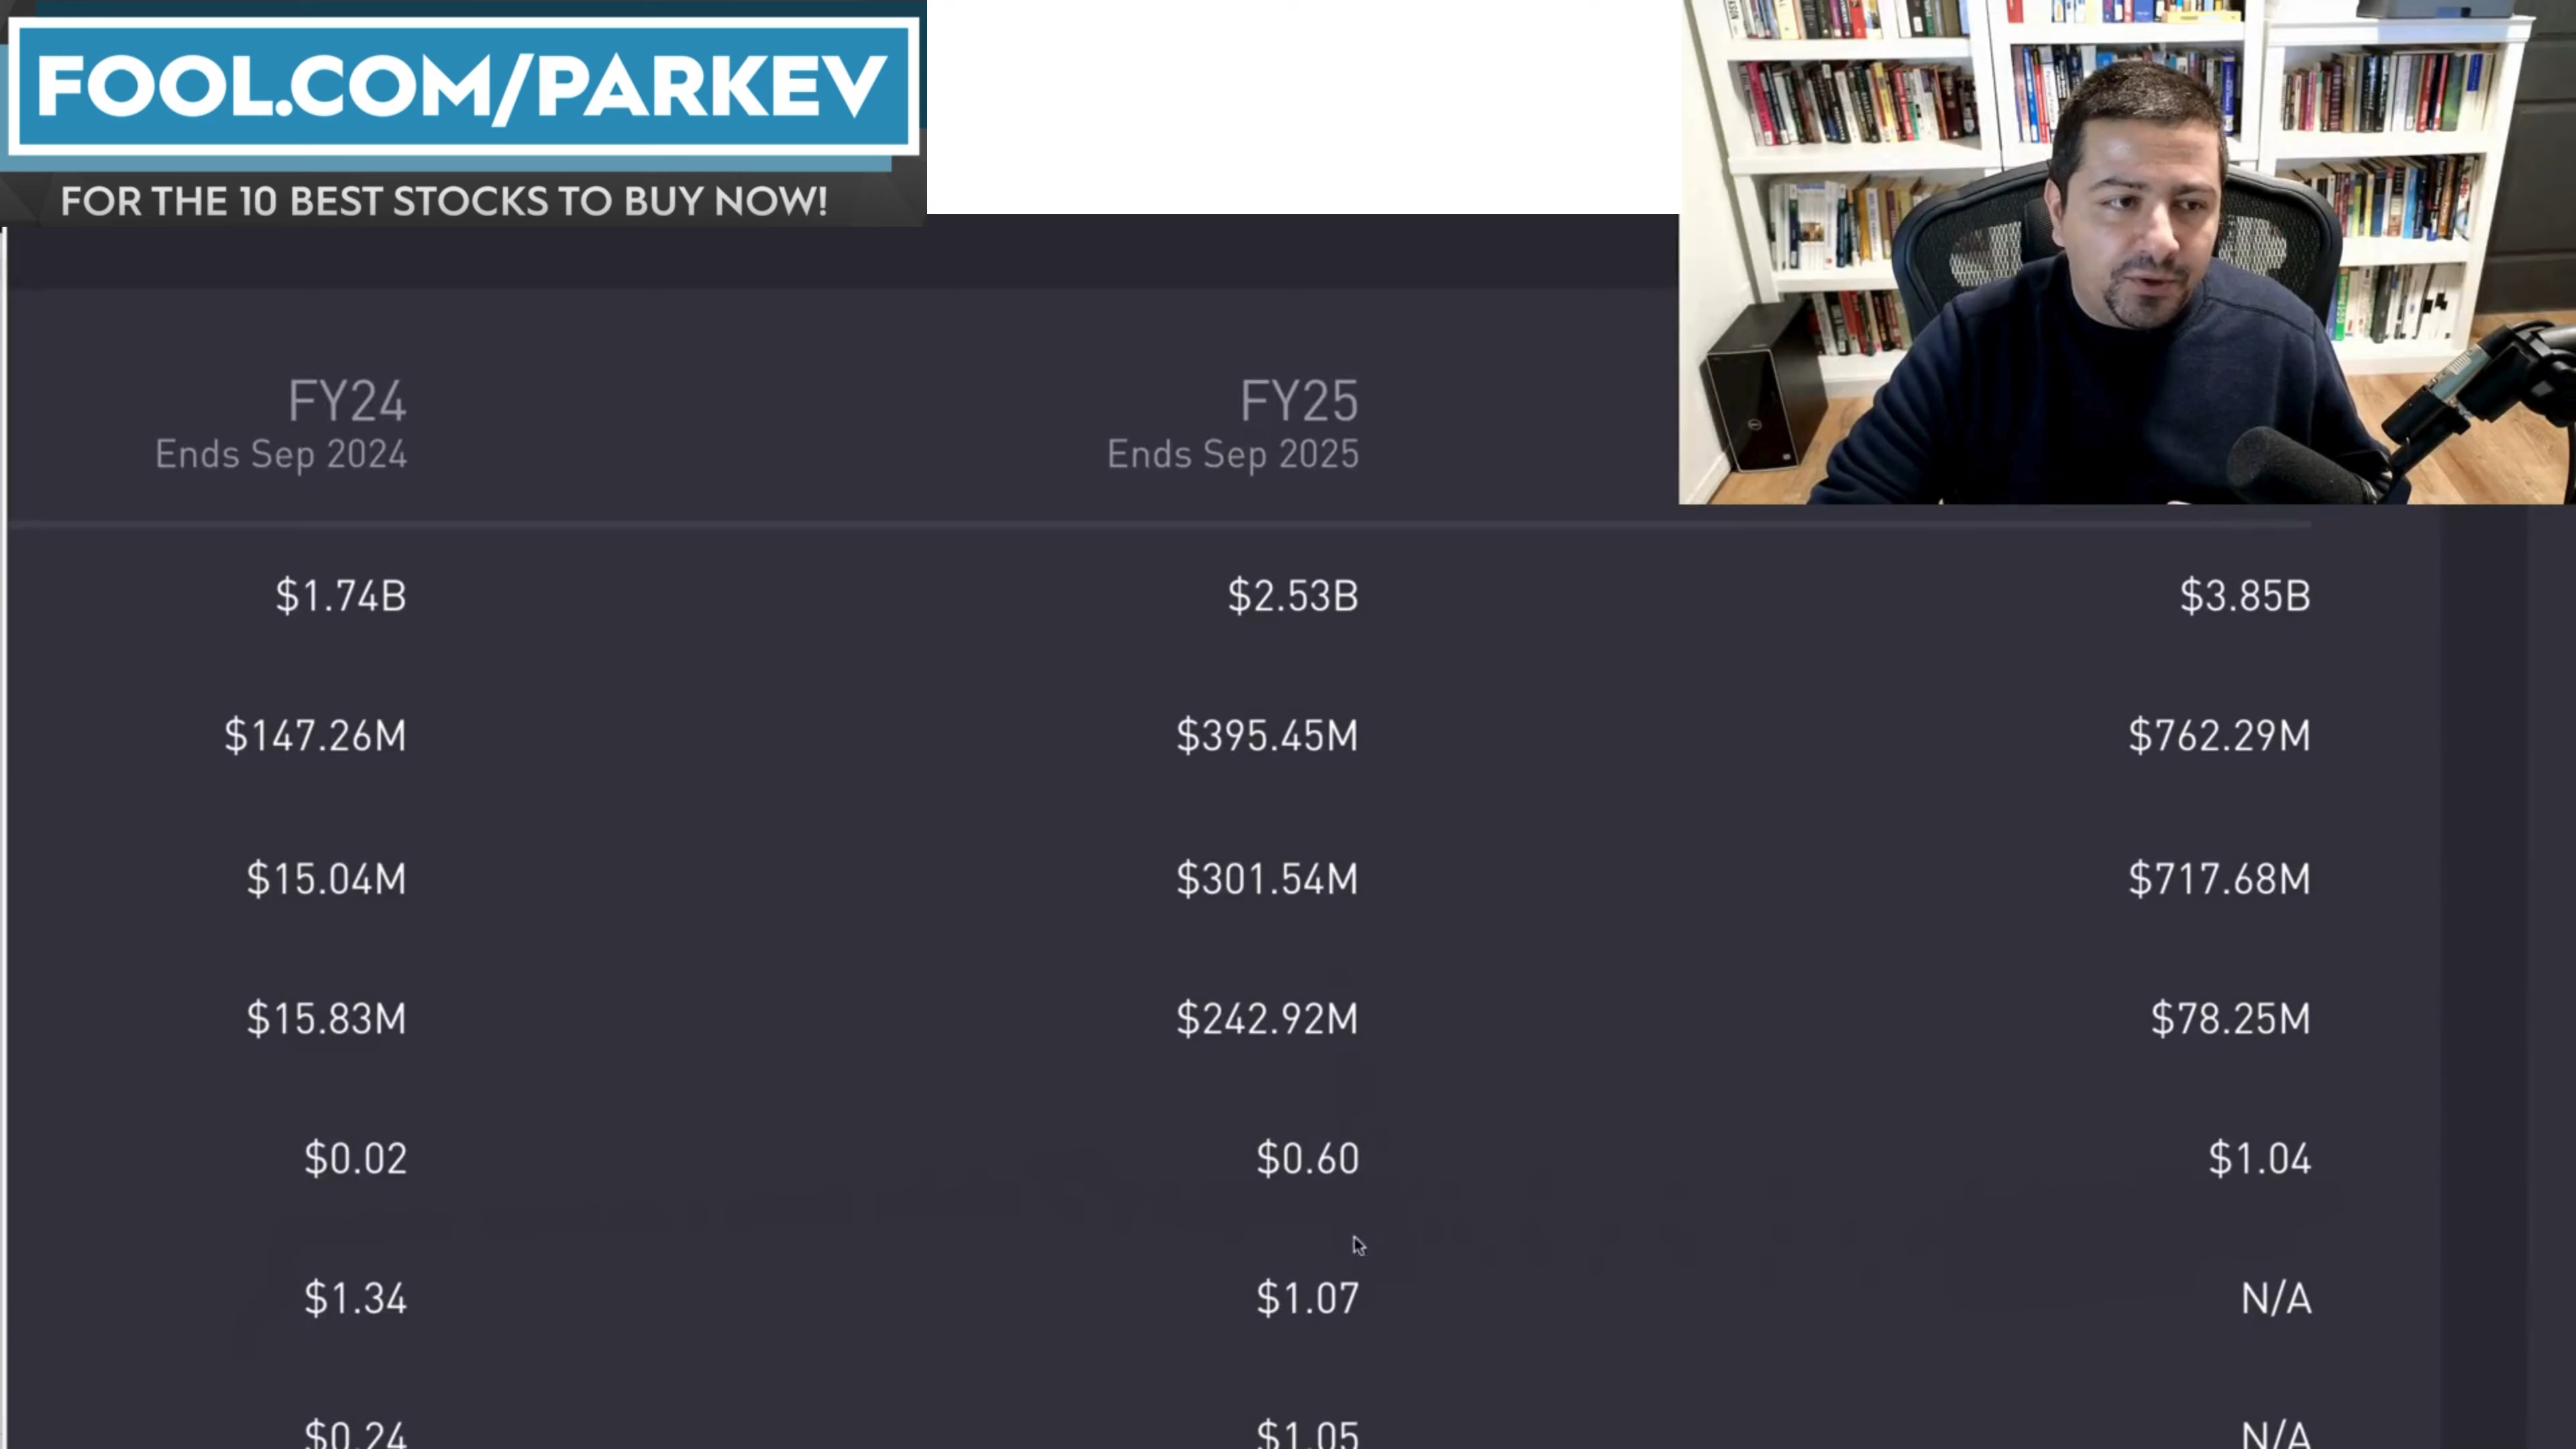 FOOL.COM/PARKEV
FOR THE 10 BEST STOCKS TO BUY NOW!
FY24 FY25
Ends Sep 2024 Ends Sep 2025
$1.74B $2.53B $3.85B
$147.26M $395.45M $762.29M
$15.04M $301.54M $717.68M
$15.83M $242.92M $78.25M
$0.02 $0.60 $1.04
$1.34 $1.07 N/A
$0.24 $1.05 N/A